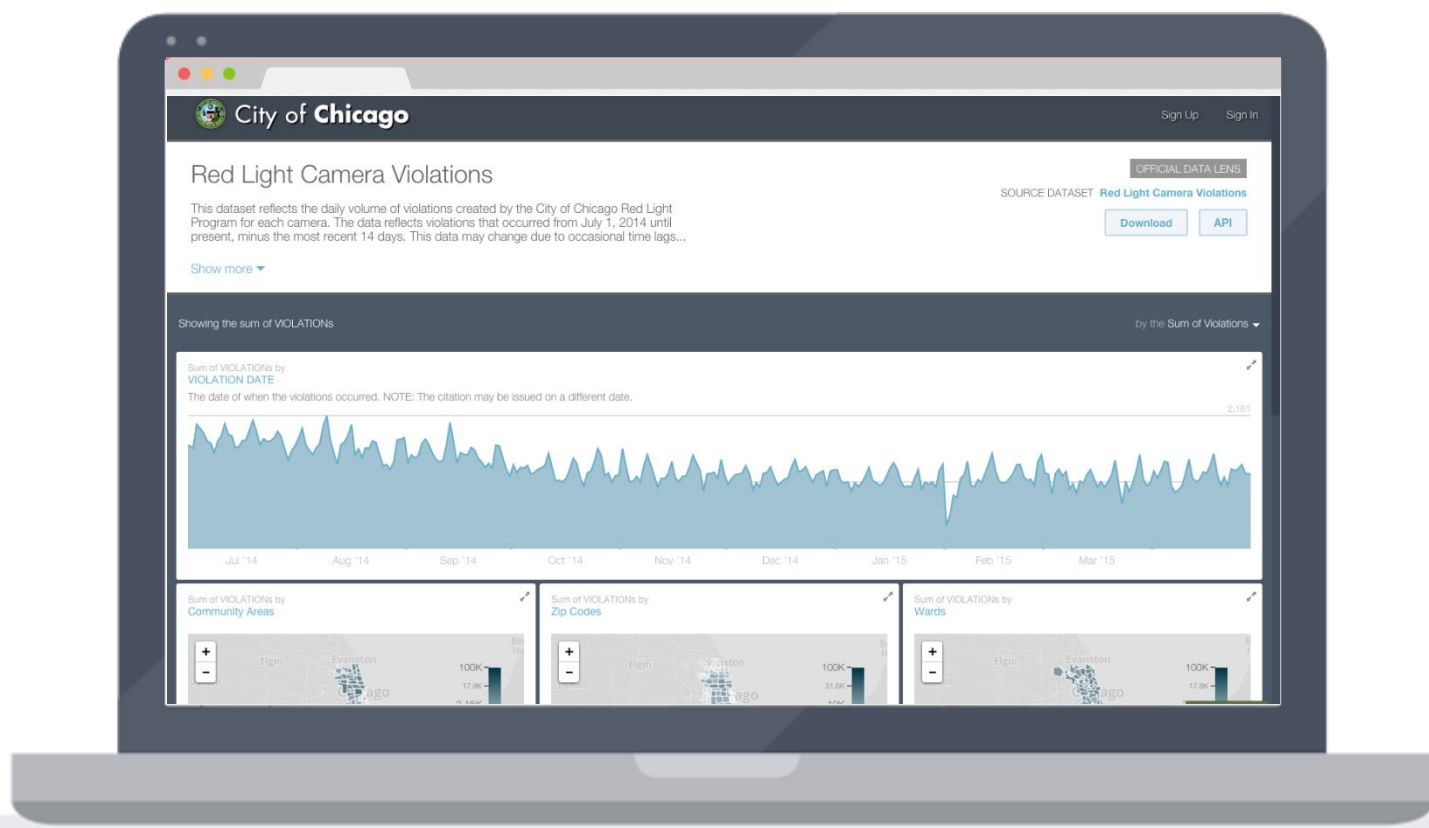 City of Chicago
Sign Up Sign In
Red Light Camera Violations
OFFICIAL DATA LENS
SOURCE DATASET Red Light Camera Violations
This dataset reflects the daily volume of violations created by the City of Chicago Red Light
Program for each camera. The data reflects violations that occurred from July 1, 2014 until
present, minus the most recent 14 days. This data may change due to occasional time lags...
Download API
Show more
Showing the sum of VIOLATIONs
by the Sum of Violations
Sum of VIOLATIONs by
VIOLATION DATE
The date of when the violations occurred. NOTE: The citation may be issued on a different date.
2,161
Jul '14 Aug '14 Sep '14 Oct '14 Nov '14 Dec '14 Jan '15 Feb '15 Mar '15
Sum of VIOLATIONs by
Community Areas
+
-
Elgin Evanston
100K
17.8K
Sum of VIOLATIONs by
Zip Codes
+
-
Elgin
100K
31.6K
10K
Sum of VIOLATIONs by
Wards
+
-
Elgin Evanston
100K
17.8K